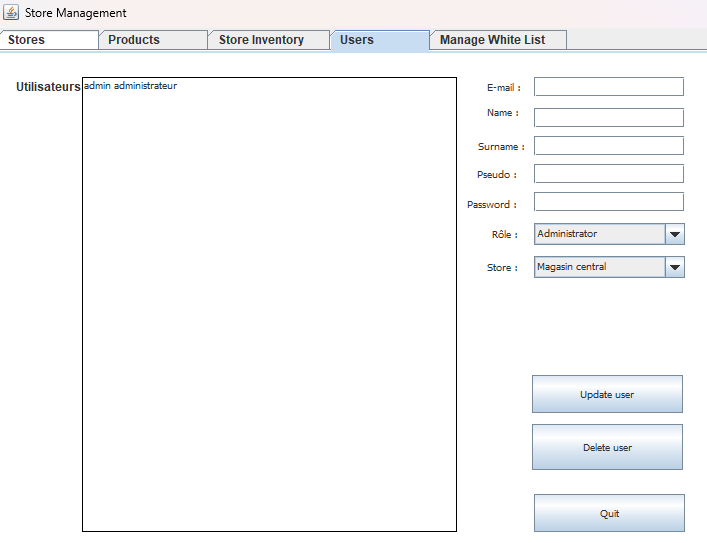 Store Management
Stores
Products
Store Inventory
Users
Manage White List
Utilisateurs
admin administrateur
E-mail :
Name :
Surname :
Pseudo :
Password :
Rôle :
Administrator
Store :
Magasin central
Update user
Delete user
Quit